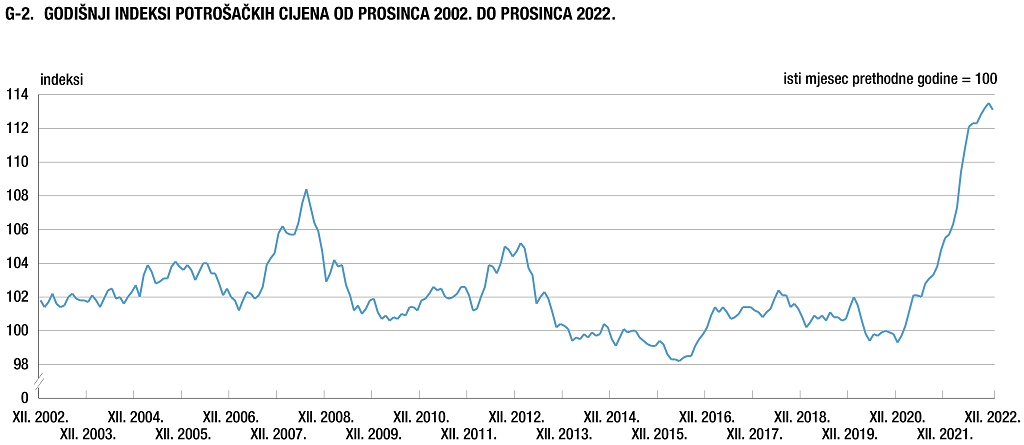 G-2. GODIŠNJI INDEKSI POTROŠAČKIH CIJENA OD PROSINCA 2002. DO PROSINCA 2022.
indeksi
isti mjesec prethodne godine = 100
114
112
110
108
106
104
102
100
98
0
XII. 2002. XII. 2004. XII. 2006. XII. 2008. XII. 2010. XII. 2012. XII. 2014. XII. 2016. XII. 2018. XII. 2020. XII. 2022.
XII. 2003. XII. 2005. XII. 2007. XII. 2009. XII. 2011. XII. 2013. XII. 2015. XII. 2017. XII. 2019. XII. 2021.